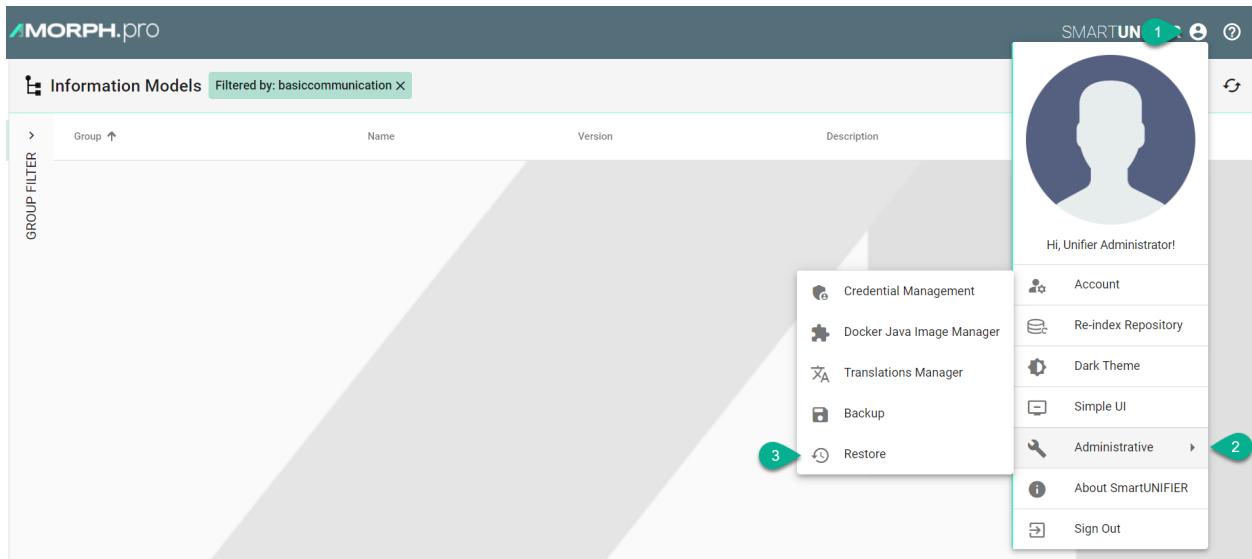 AMORPH.pro
SMARTUN 1 R
Information Models
Filtered by: basiccommunication
GROUP FILTER
Group
Name
Version
Description
Hi, Unifier Administrator!
Account
Re-index Repository
Dark Theme
Simple UI
Administrative
2
About SmartUNIFIER
Sign Out
Credential Management
Docker Java Image Manager
Translations Manager
Backup
3
Restore